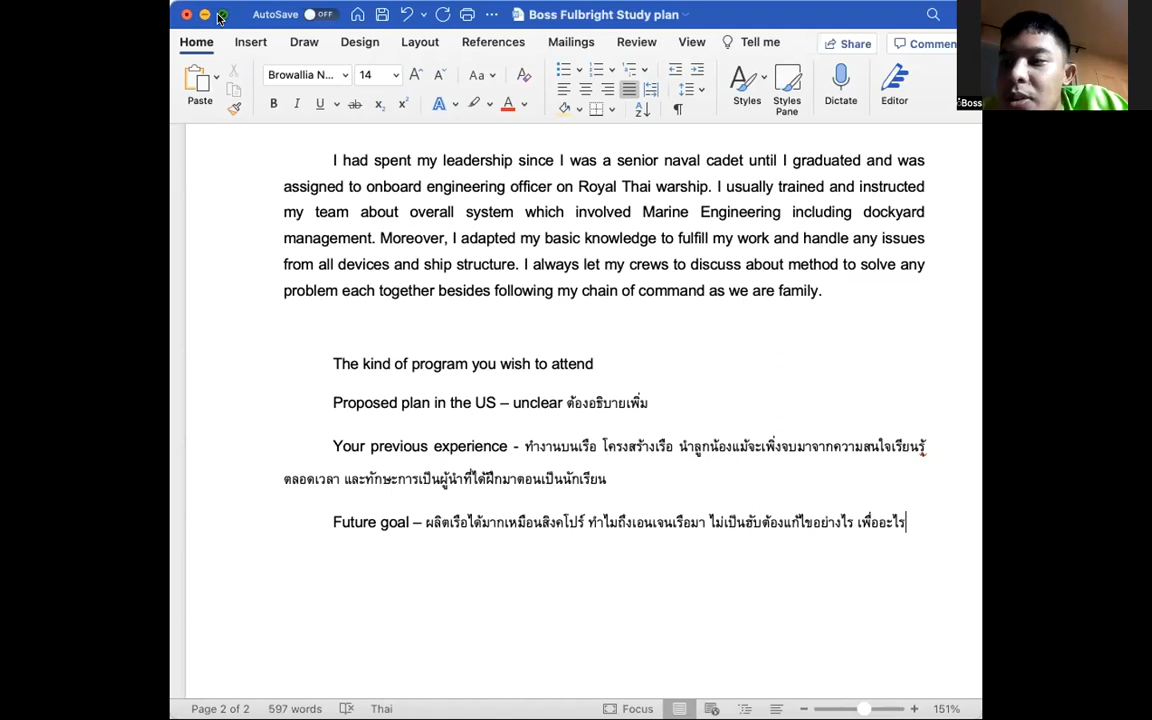 AutoSave OFF Boss Fulbright Study plan
Home Insert Draw Design Layout References Mailings Review View Tell me Share Commen
Browallia N... 14 Aa
Paste B I U ab x₂ x² A A Styles Styles Pane Dictate Editor
Boss
I had spent my leadership since I was a senior naval cadet until I graduated and was
assigned to onboard engineering officer on Royal Thai warship. I usually trained and instructed
my team about overall system which involved Marine Engineering including dockyard
management. Moreover, I adapted my basic knowledge to fulfill my work and handle any issues
from all devices and ship structure. I always let my crews to discuss about method to solve any
problem each together besides following my chain of command as we are family.
The kind of program you wish to attend
Proposed plan in the US – unclear ต้องอธิบายเพิ่ม
Your previous experience - ทำงานบนเรือ โครงสร้างเรือ นำลูกน้องแม้จะเพิ่งจบมาจากความสนใจเรียนรู้
ตลอดเวลา และทักษะการเป็นผู้นำที่ได้ฝึกมาตอนเป็นนักเรียน
Future goal – ผลิตเรือได้มากเหมือนสิงคโปร์ ทำไมถึงเอนเจนเรือมา ไม่เป็นฮับต้องแก้ไขอย่างไร เพื่ออะไร
Page 2 of 2 597 words Thai Focus 151%